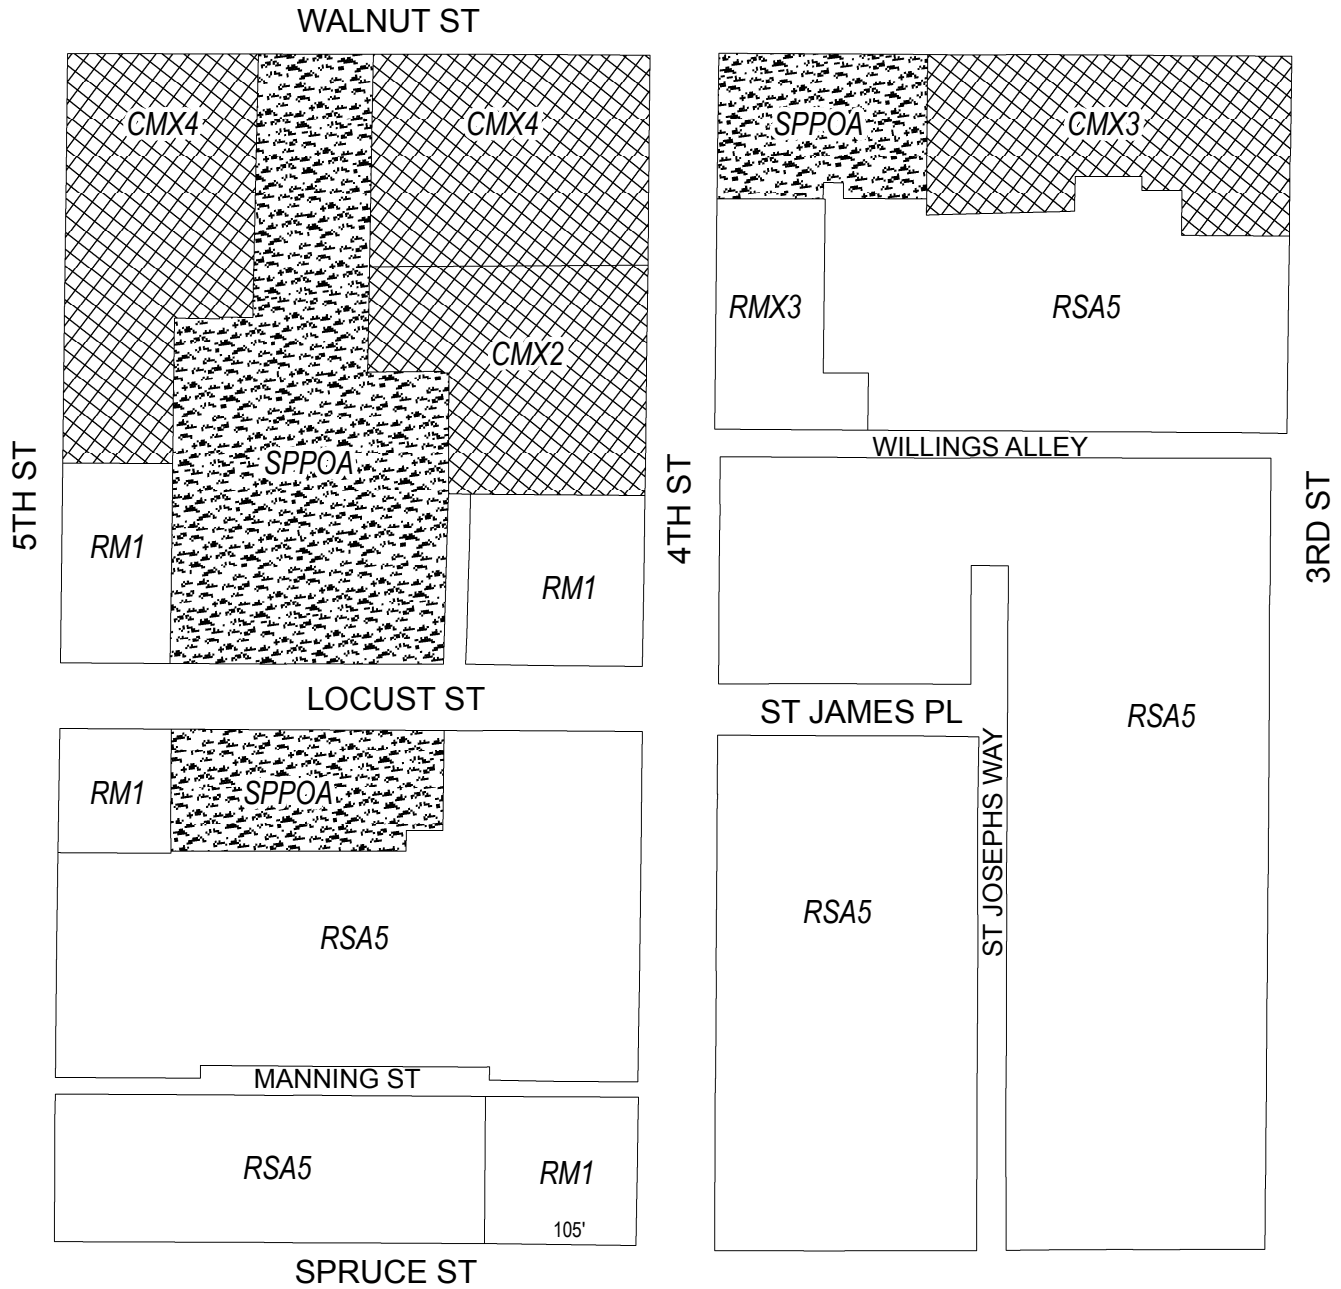 WALNUT ST
CMX4
CMX4
SPPOA
CMX3
RMX3
RSA5
CMX2
5TH ST
SPPOA
4TH ST
WILLINGS ALLEY
3RD ST
RM1
RM1
LOCUST ST
ST JAMES PL
RSA5
RM1
SPPOA
ST JOSEPHS WAY
RSA5
RSA5
MANNING ST
RSA5
RM1
105'
SPRUCE ST